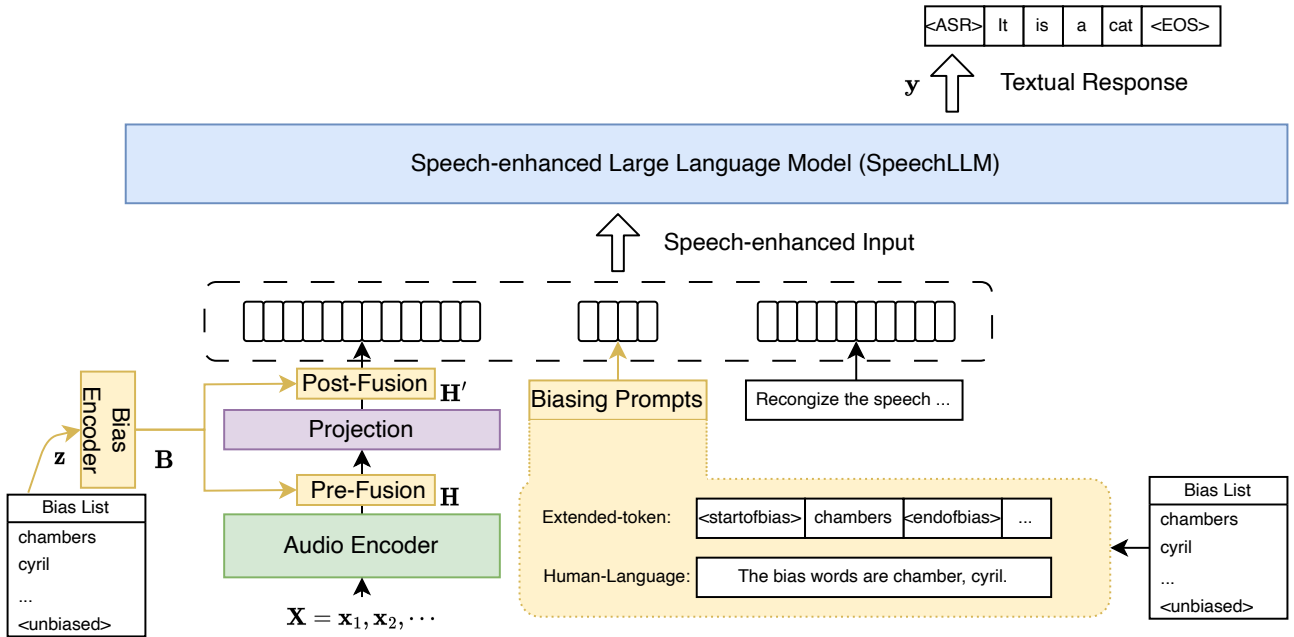 <ASR> It is a cat <EOS>
y
Textual Response
Speech-enhanced Large Language Model (SpeechLLM)
Speech-enhanced Input
Post-Fusion
H′
Biasing Prompts
Recongize the speech ...
Bias Encoder
z
B
Projection
Pre-Fusion
H
Audio Encoder
X = x₁, x₂, ⋯
Bias List
chambers
cyril
...
<unbiased>
Extended-token: <startofbias> chambers <endofbias> ...
Human-Language: The bias words are chamber, cyril.
Bias List
chambers
cyril
...
<unbiased>